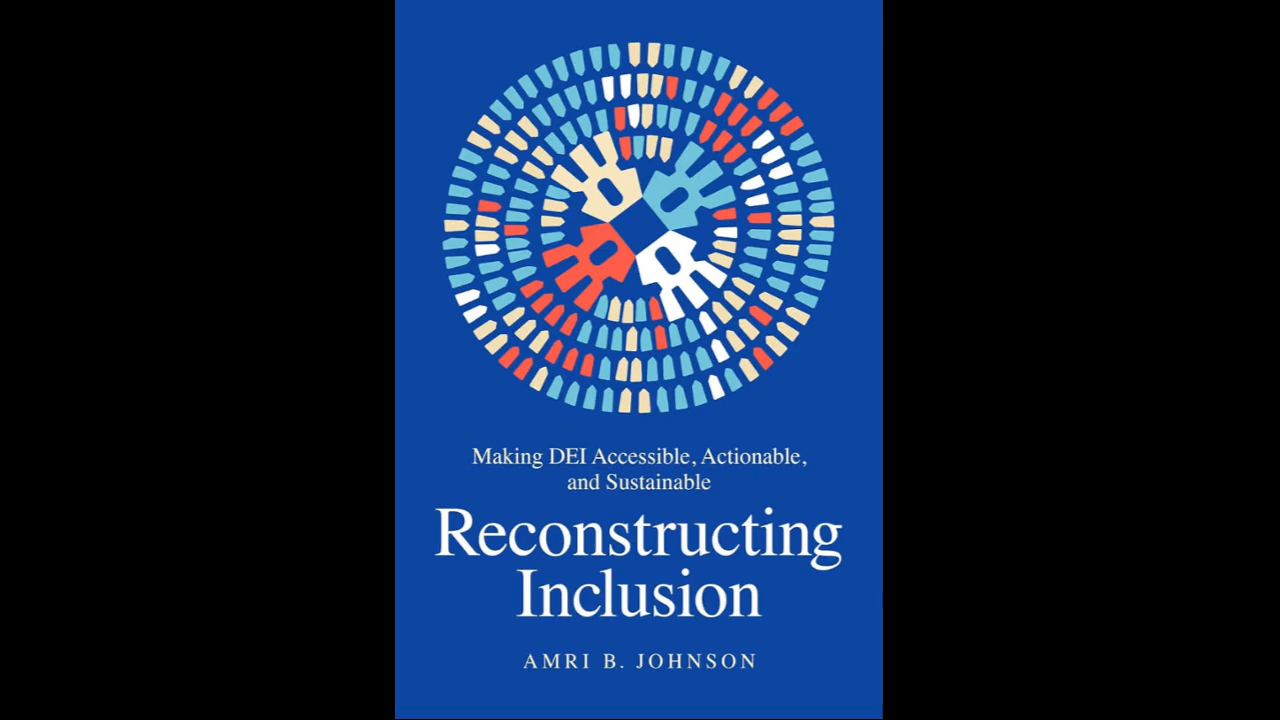 Making DEI Accessible, Actionable,
and Sustainable
Reconstructing
Inclusion
AMRI B. JOHNSON